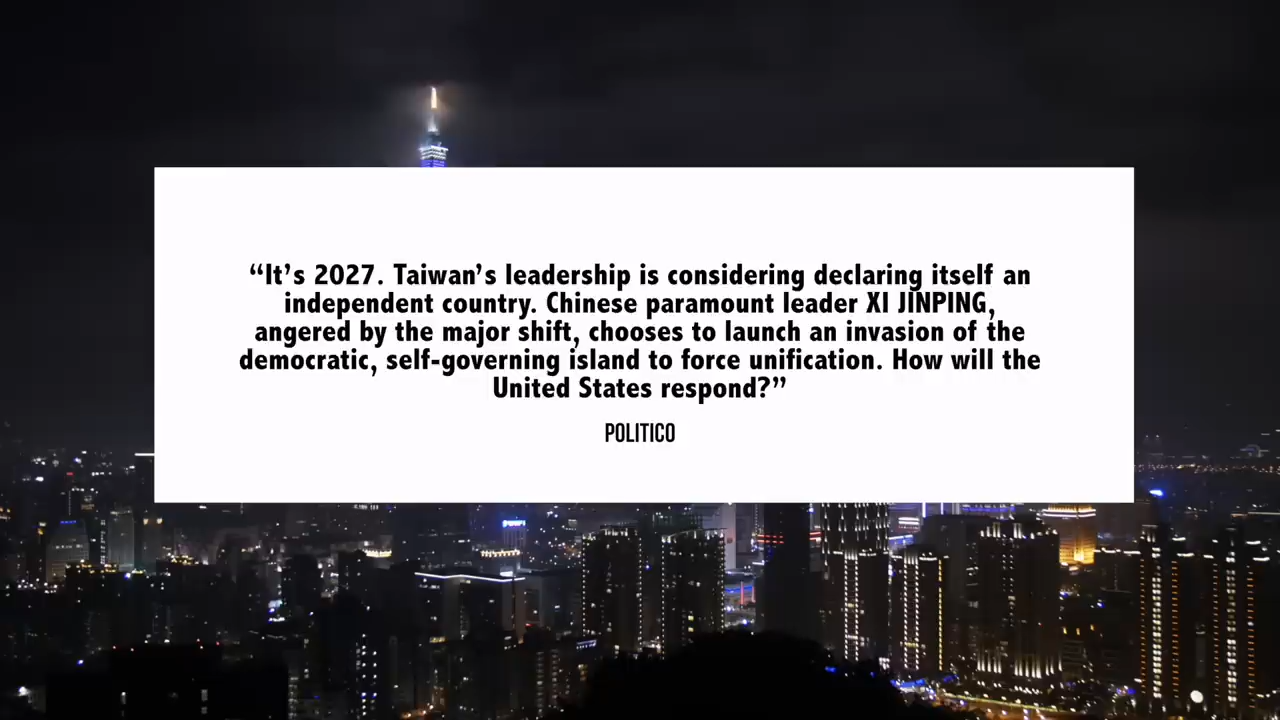 “It’s 2027. Taiwan’s leadership is considering declaring itself an
independent country. Chinese paramount leader XI JINPING,
angered by the major shift, chooses to launch an invasion of the
democratic, self-governing island to force unification. How will the
United States respond?”
POLITICO